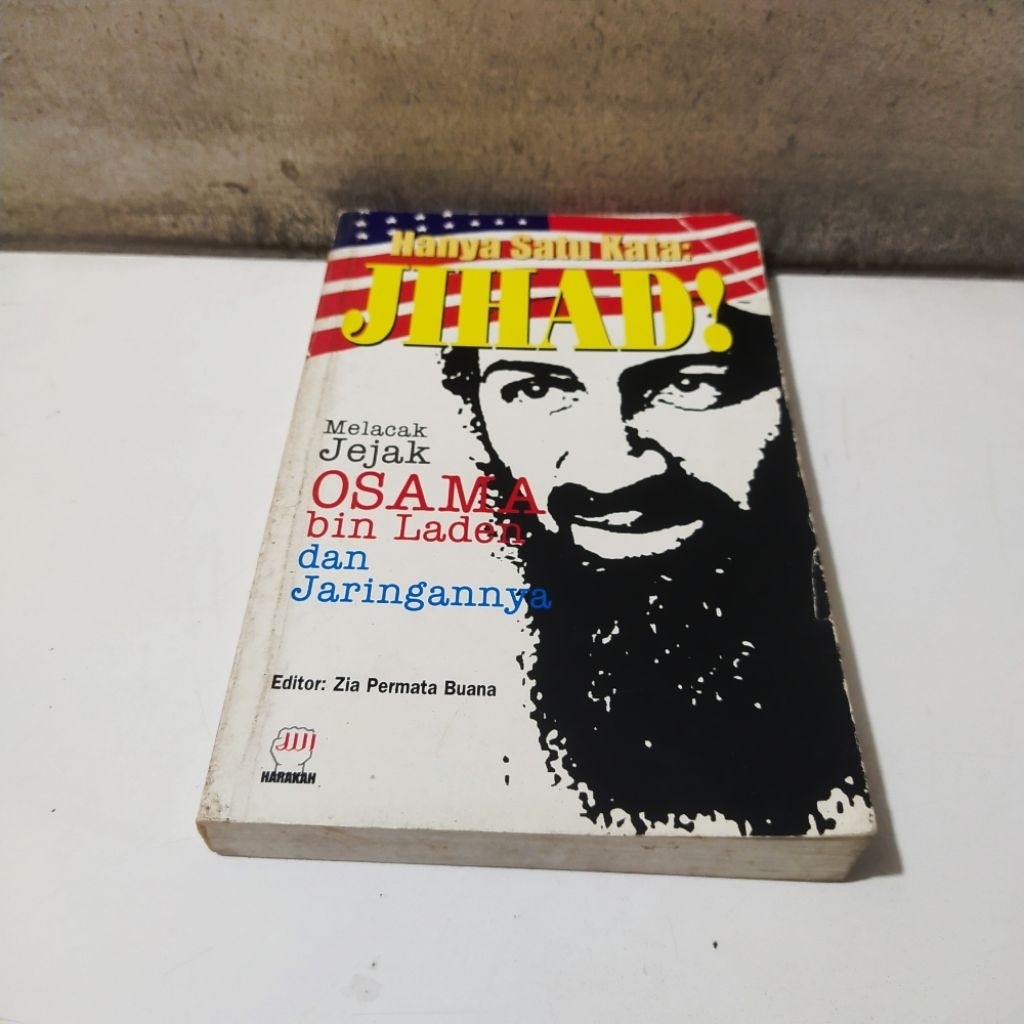 Hanya Satu Kata:
JIHAD!
Melacak
Jejak
OSAMA
bin Laden
dan
Jaringannya
Editor: Zia Permata Buana
HARAKAH